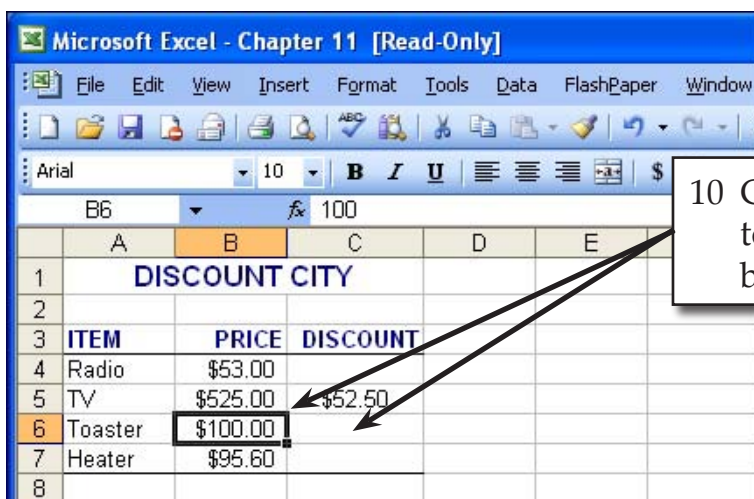 Microsoft Excel - Chapter 11 [Read-Only]
File Edit View Insert Format Tools Data FlashPaper Window
Arial 10 B I U $
B6 fx 100
A B C D E
1 DISCOUNT CITY
2
3 ITEM PRICE DISCOUNT
4 Radio $53.00
5 TV $525.00 $52.50
6 Toaster $100.00
7 Heater $95.60
8
10